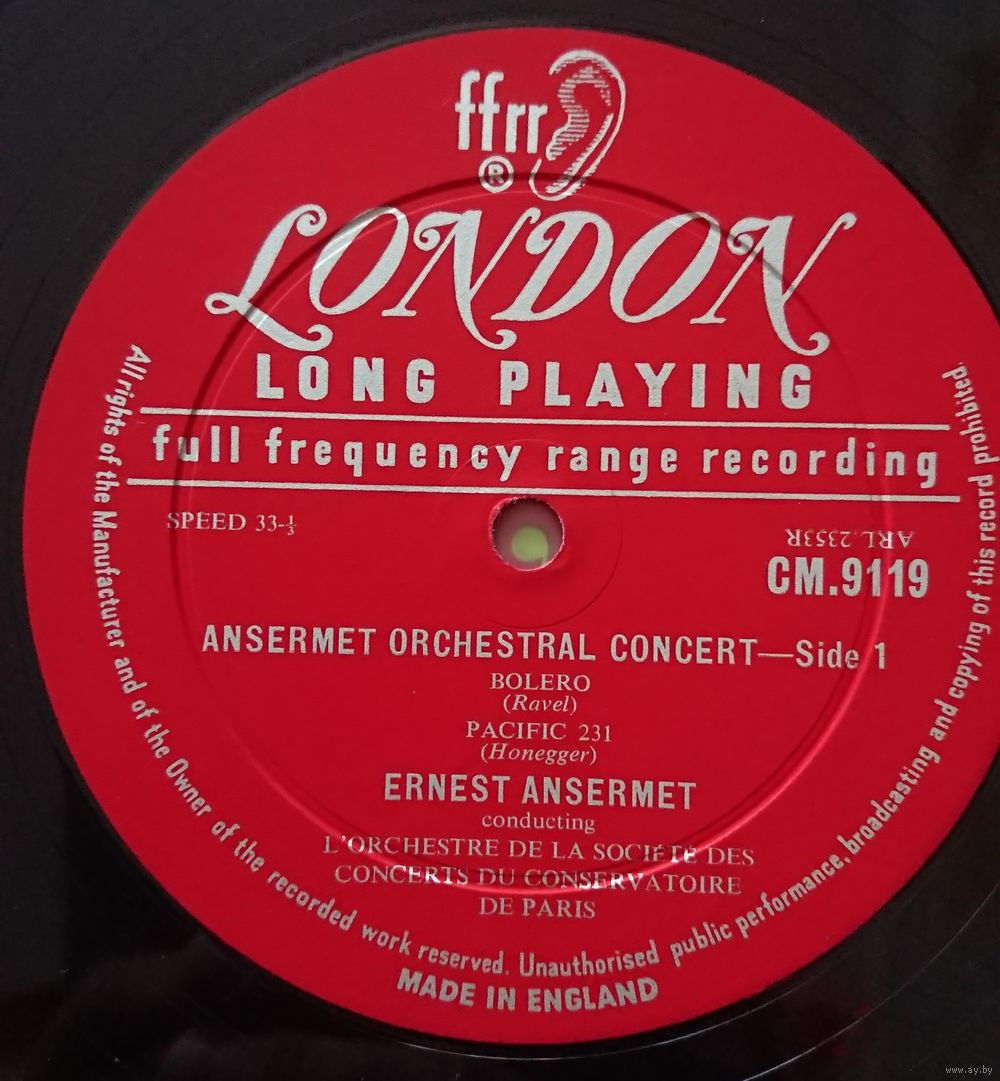 ffrr
®
LONDON
LONG PLAYING
full frequency range recording
SPEED 33-⅓
ARL.2353R
CM.9119
ANSERMET ORCHESTRAL CONCERT—Side 1
BOLERO
(Ravel)
PACIFIC 231
(Honegger)
ERNEST ANSERMET
conducting
L'ORCHESTRE DE LA SOCIÉTÉ DES
CONCERTS DU CONSERVATOIRE
DE PARIS
All rights of the Manufacturer and of the Owner of the recorded work reserved. Unauthorised public performance, broadcasting and copying of this record prohibited.
MADE IN ENGLAND
www.ay.by